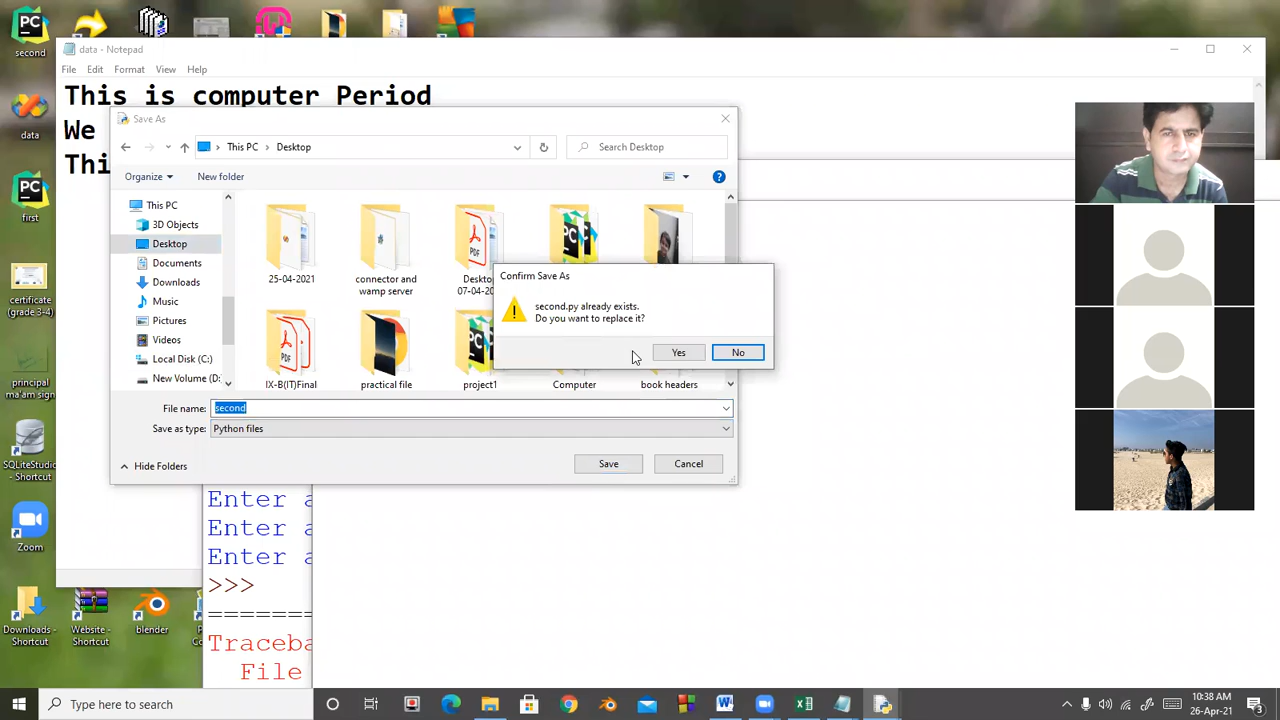 second
data
first
certificate
(grade 3-4)
principal
ma'am sign
SQLiteStudio
- Shortcut
Zoom
Downloads -
Shortcut
Website -
Shortcut
blender
data - Notepad
File Edit Format View Help
This is computer Period
We
Thi
Save As
This PC > Desktop
Search Desktop
Organize
New folder
This PC
3D Objects
Desktop
Documents
Downloads
Music
Pictures
Videos
Local Disk (C:)
New Volume (D:
25-04-2021
connector and
wamp server
Deskto
07-04-20
IX-B(IT)Final
practical file
project1
Computer
book headers
Confirm Save As
second.py already exists.
Do you want to replace it?
Yes
No
File name: second
Save as type: Python files
Hide Folders
Save
Cancel
Enter a
Enter a
Enter a
>>>
=======
Traceba
File
Type here to search
10:38 AM
26-Apr-21
3